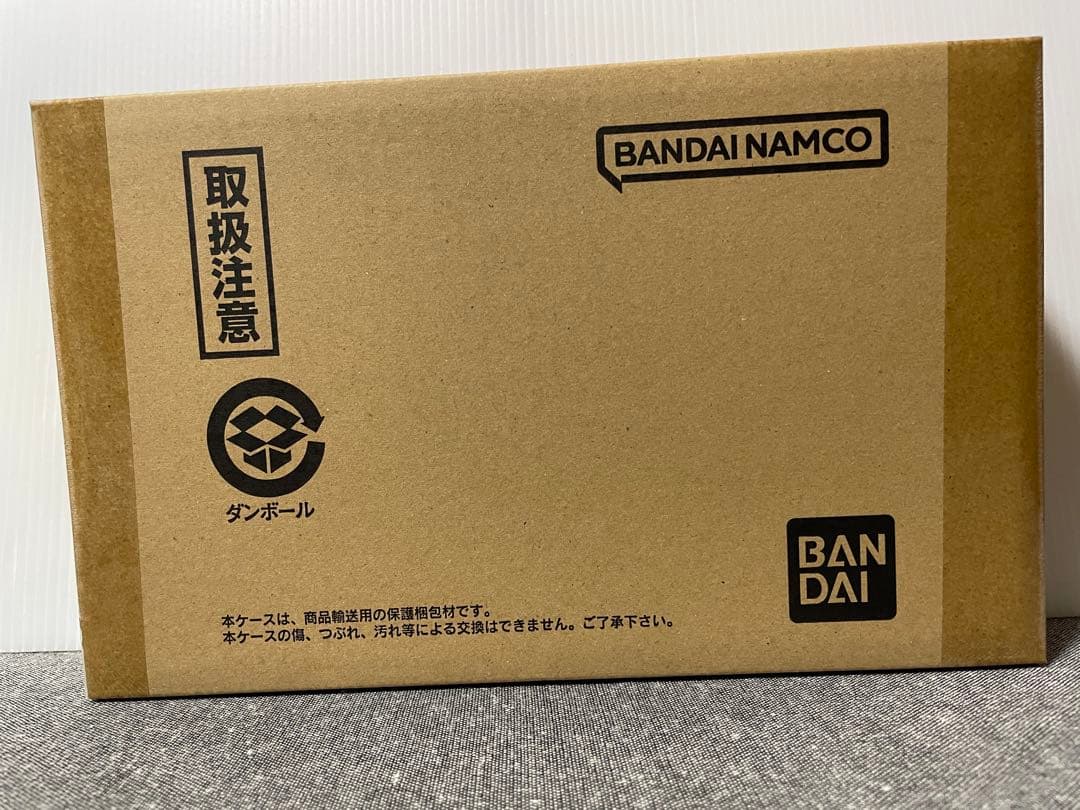 取扱注意
BANDAI NAMCO
ダンボール
BAN
DAI
本ケースは、商品輸送用の保護梱包材です。
本ケースの傷、つぶれ、汚れ等による交換はできません。ご了承下さい。